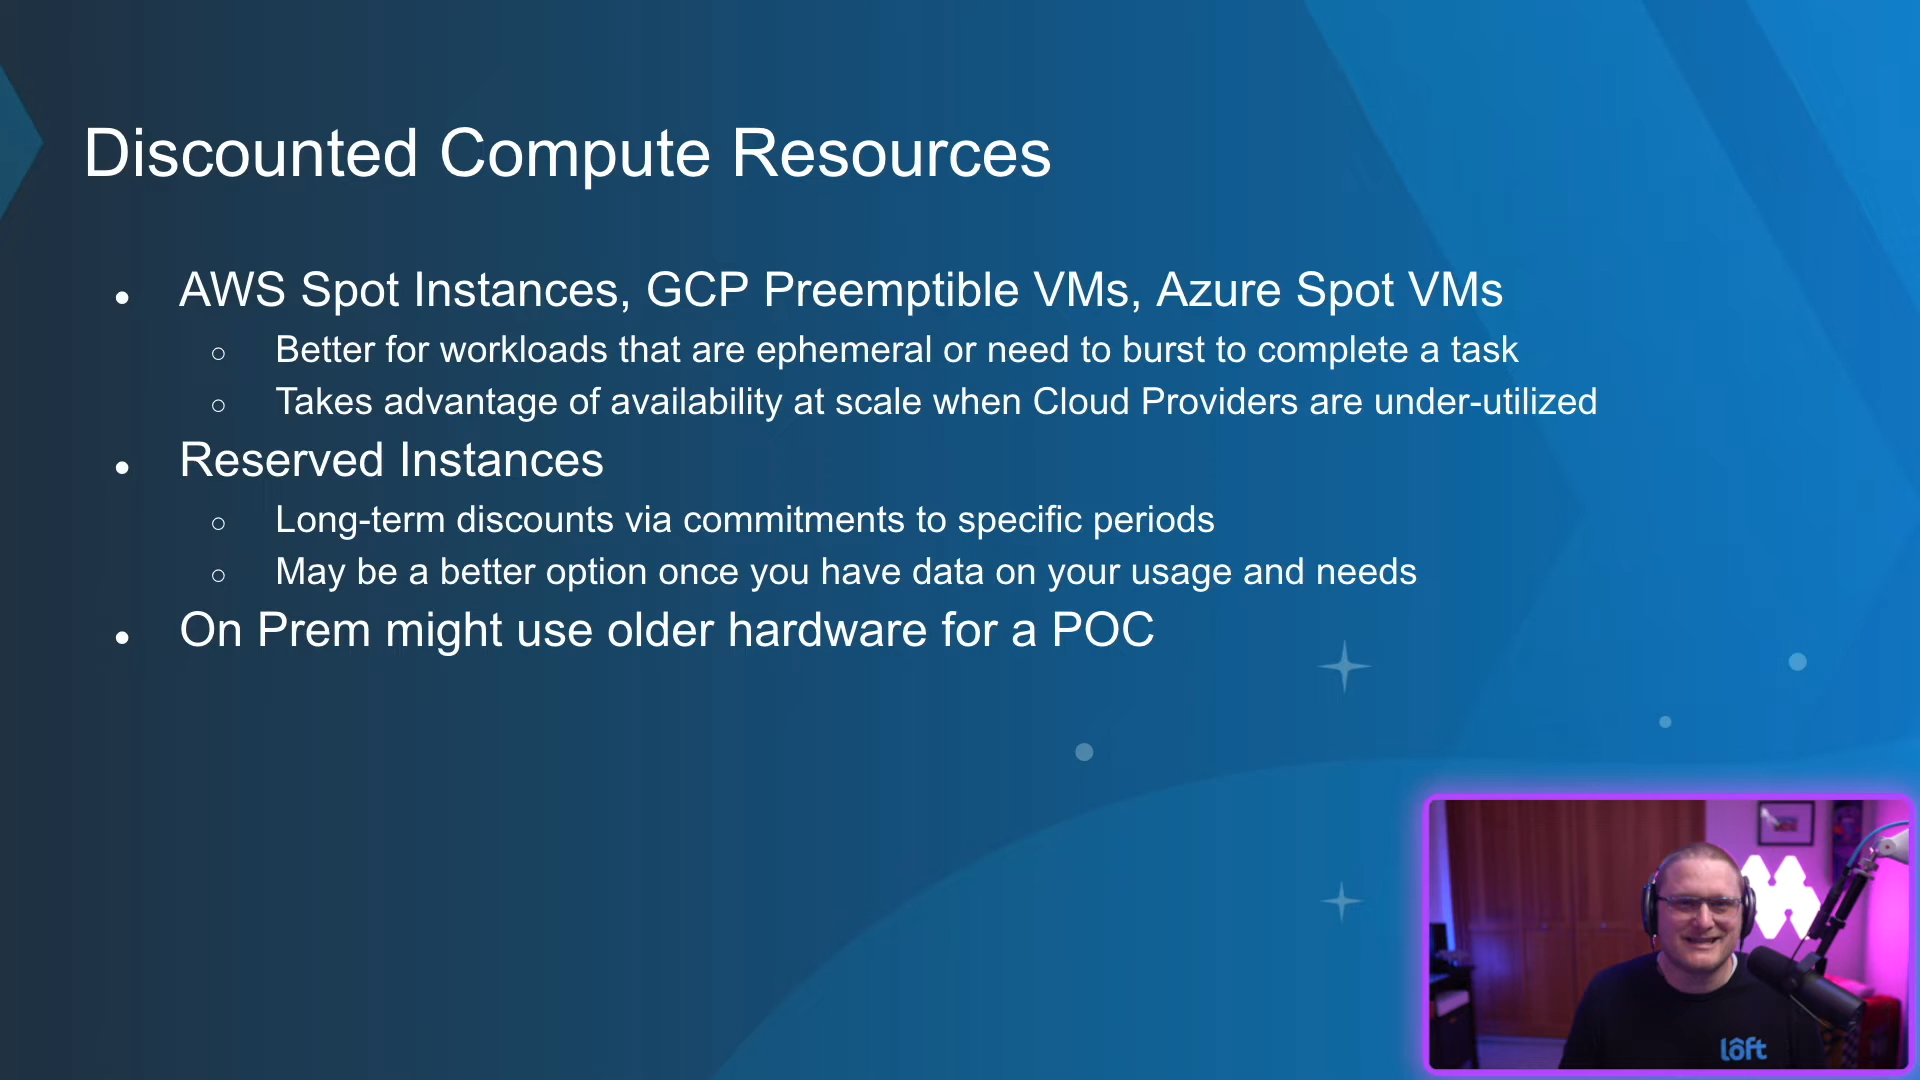 Discounted Compute Resources
● AWS Spot Instances, GCP Preemptible VMs, Azure Spot VMs
○ Better for workloads that are ephemeral or need to burst to complete a task
○ Takes advantage of availability at scale when Cloud Providers are under-utilized
● Reserved Instances
○ Long-term discounts via commitments to specific periods
○ May be a better option once you have data on your usage and needs
● On Prem might use older hardware for a POC
lôft